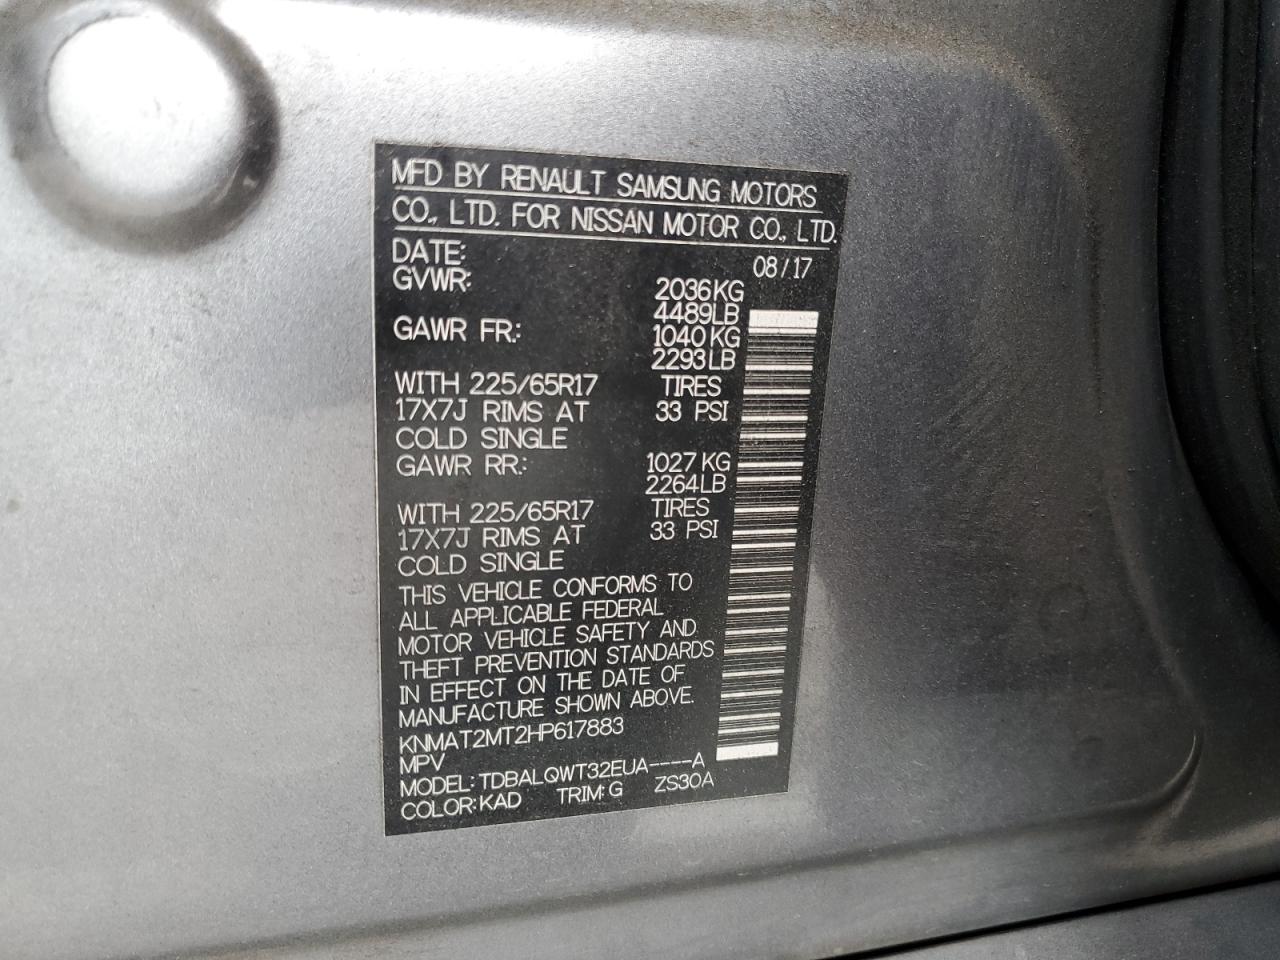 MFD BY RENAULT SAMSUNG MOTORS
CO., LTD. FOR NISSAN MOTOR CO., LTD.
DATE: 08/17
GVWR: 2036KG
4489LB
GAWR FR.: 1040KG
2293LB
WITH 225/65R17 TIRES
17X7J RIMS AT 33 PSI
COLD SINGLE
GAWR RR.: 1027KG
2264LB
WITH 225/65R17 TIRES
17X7J RIMS AT 33 PSI
COLD SINGLE
THIS VEHICLE CONFORMS TO
ALL APPLICABLE FEDERAL
MOTOR VEHICLE SAFETY AND
THEFT PREVENTION STANDARDS
IN EFFECT ON THE DATE OF
MANUFACTURE SHOWN ABOVE.
KNMAT2MT2HP617883
MPV
MODEL: TDBALQWT32EUA----A
COLOR: KAD TRIM: G ZS30A